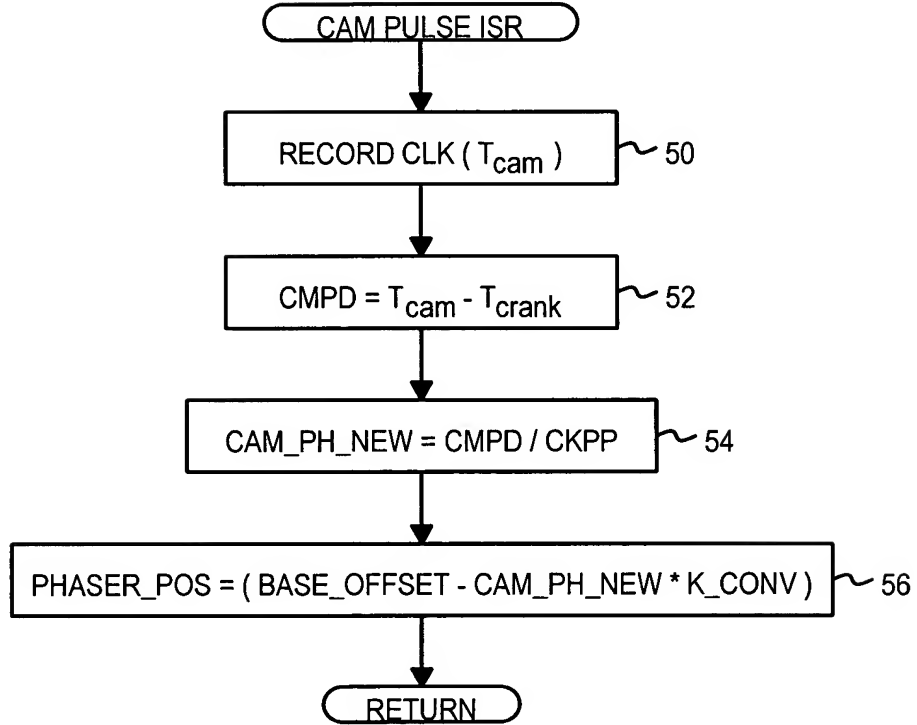 CAM PULSE ISR
RECORD CLK ( Tcam )
50
CMPD = Tcam - Tcrank
52
CAM_PH_NEW = CMPD / CKPP
54
PHASER_POS = ( BASE_OFFSET - CAM_PH_NEW * K_CONV )
56
RETURN